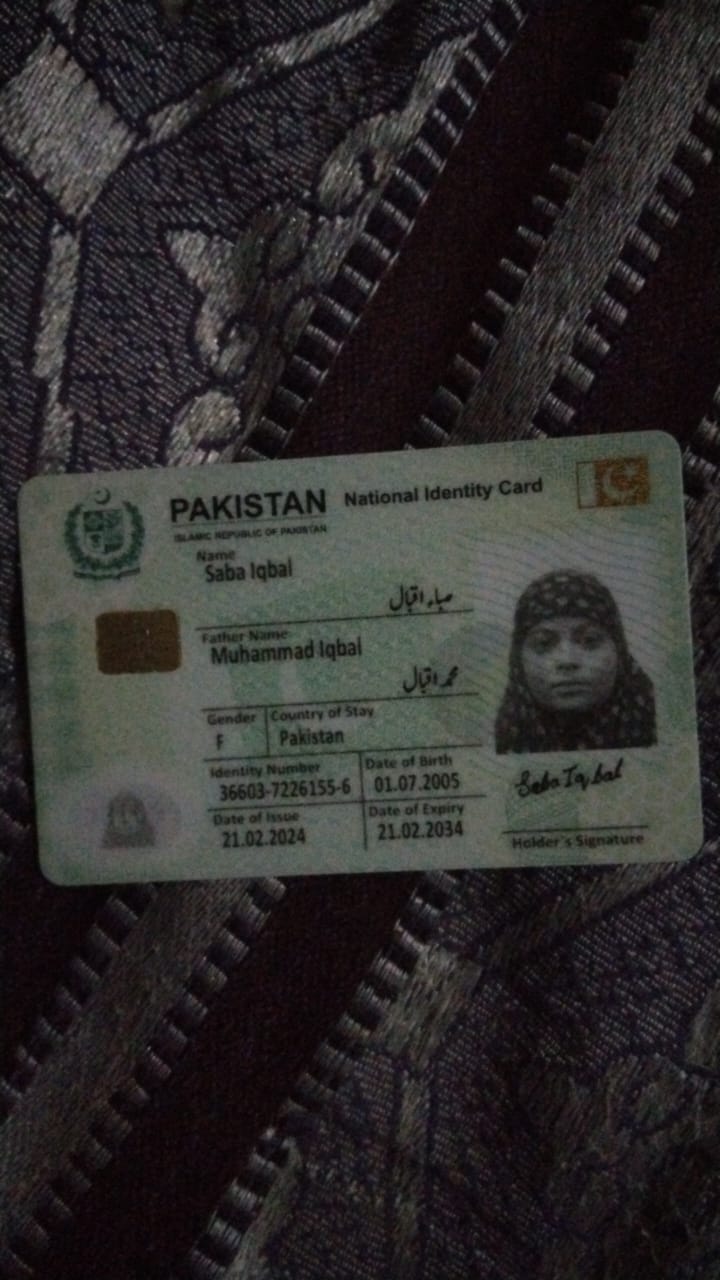 PAKISTAN National Identity Card
ISLAMIC REPUBLIC OF PAKISTAN
Name
Saba Iqbal
صباء اقبال
Father Name
Muhammad Iqbal
محمد اقبال
Gender Country of Stay
F Pakistan
Identity Number Date of Birth
36603-7226155-6 01.07.2005
Date of Issue Date of Expiry
21.02.2024 21.02.2034
Saba Iqbal
Holder's Signature